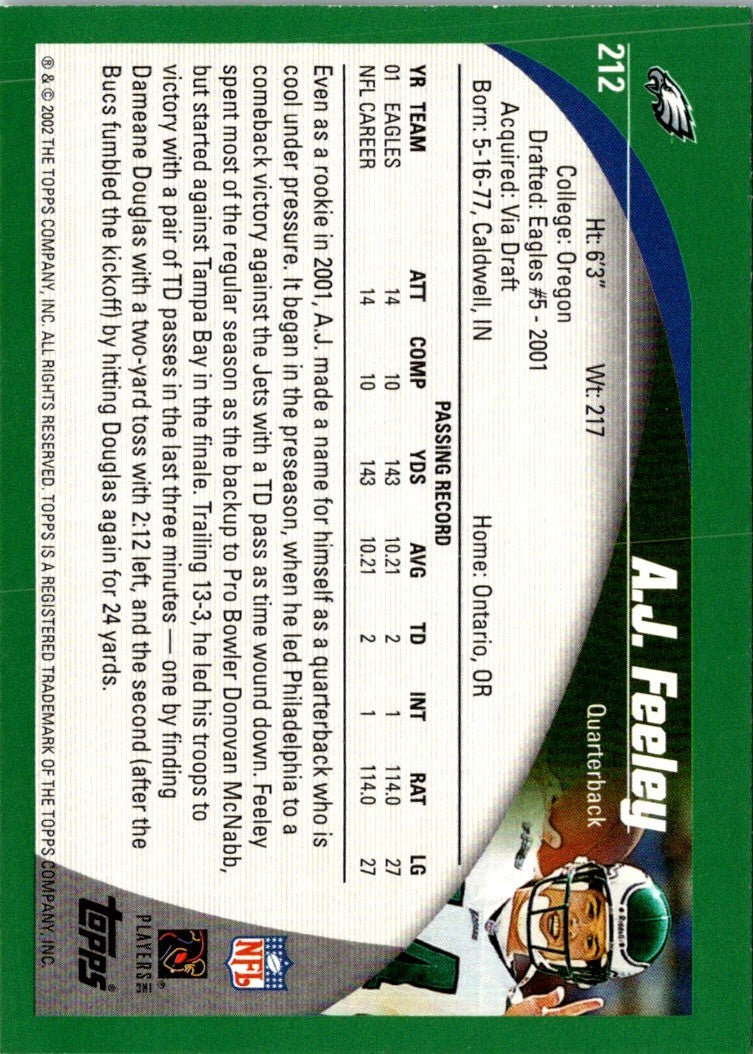 212
A.J. Feeley
Quarterback
Ht: 6'3" Wt: 217
College: Oregon
Drafted: Eagles #5 - 2001
Acquired: Via Draft
Born: 5-16-77, Caldwell, IN Home: Ontario, OR
PASSING RECORD
YR TEAM ATT COMP YDS AVG TD INT RAT LG
01 EAGLES 14 10 143 10.21 2 1 114.0 27
NFL CAREER 14 10 143 10.21 2 1 114.0 27
Even as a rookie in 2001, A.J. made a name for himself as a quarterback who is
cool under pressure. It began in the preseason, when he led Philadelphia to a
comeback victory against the Jets with a TD pass as time wound down. Feeley
spent most of the regular season as the backup to Pro Bowler Donovan McNabb,
but started against Tampa Bay in the finale. Trailing 13-3, he led his troops to
victory with a pair of TD passes in the last three minutes — one by finding
Dameane Douglas with a two-yard toss with 2:12 left, and the second (after the
Bucs fumbled the kickoff) by hitting Douglas again for 24 yards.
NFL
PLAYERS INC
topps®
® & © 2002 THE TOPPS COMPANY, INC. ALL RIGHTS RESERVED. TOPPS IS A REGISTERED TRADEMARK OF THE TOPPS COMPANY, INC.
Riddell